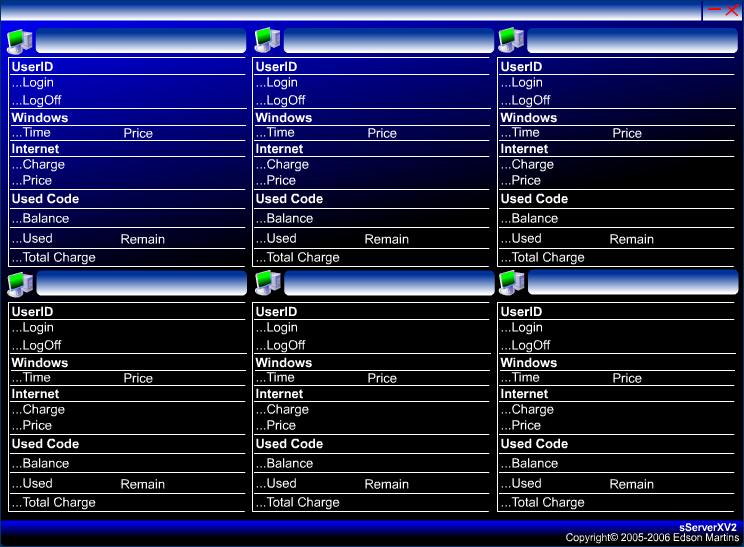 UserID
...Login
...LogOff
Windows
...Time Price
Internet
...Charge
...Price
Used Code
...Balance
...Used Remain
...Total Charge
UserID
...Login
...LogOff
Windows
...Time Price
Internet
...Charge
...Price
Used Code
...Balance
...Used Remain
...Total Charge
UserID
...Login
...LogOff
Windows
...Time Price
Internet
...Charge
...Price
Used Code
...Balance
...Used Remain
...Total Charge
UserID
...Login
...LogOff
Windows
...Time Price
Internet
...Charge
...Price
Used Code
...Balance
...Used Remain
...Total Charge
UserID
...Login
...LogOff
Windows
...Time Price
Internet
...Charge
...Price
Used Code
...Balance
...Used Remain
...Total Charge
UserID
...Login
...LogOff
Windows
...Time Price
Internet
...Charge
...Price
Used Code
...Balance
...Used Remain
...Total Charge
sServerXV2
Copyright© 2005-2006 Edson Martins